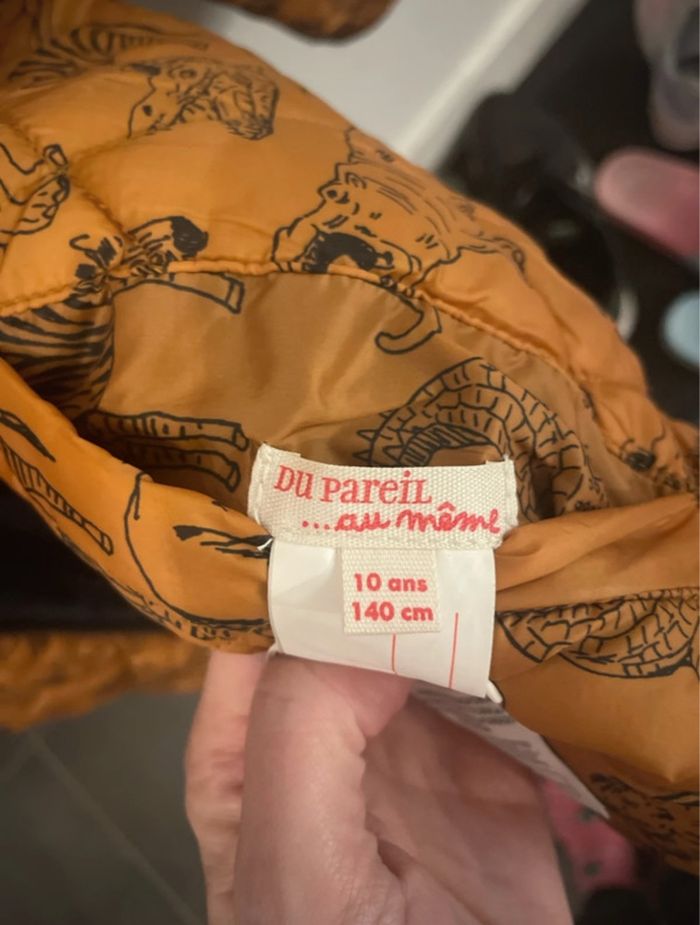 DU PAREIL
...au même
10 ans
140 cm